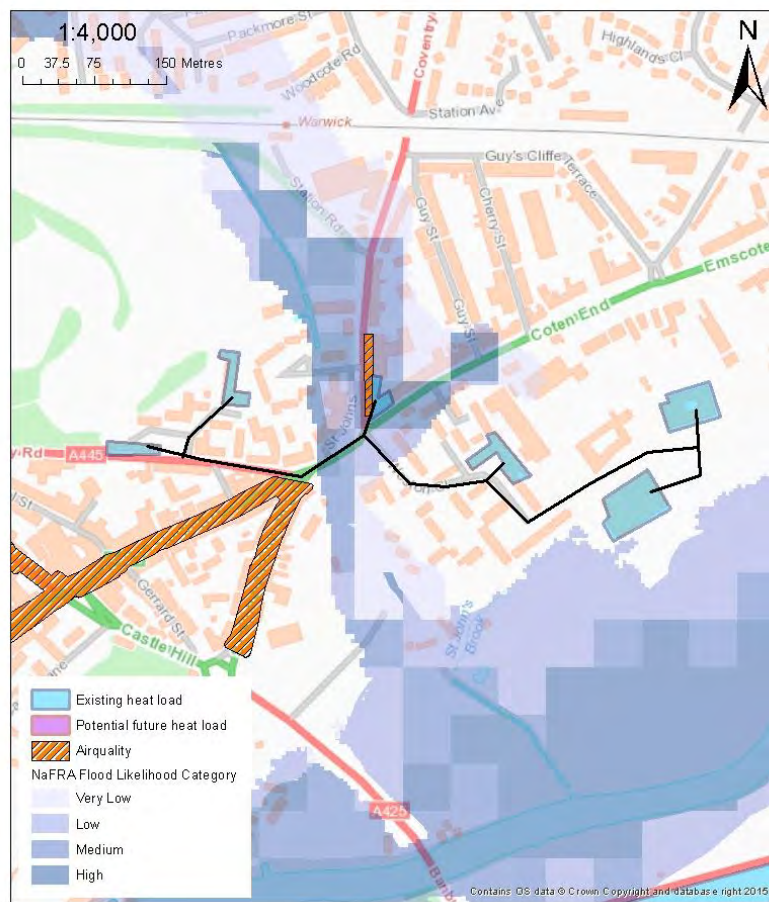 1:4,000
0 37.5 75 150 Metres
N
Packmore St
Woodcote Rd
Coventry
Highlands Cl
Station Ave
Warwick
Guy's Cliffe
Terrace
Station Rd
Guy St
Cherry St
Emscote
Coten End
Guy St
St Johns
y Rd
A445
St John's
Brook
Gerrard St
Castle Hill
A425
Banb
Existing heat load
Potential future heat load
Airquality
NaFRA Flood Likelihood Category
Very Low
Low
Medium
High
Contains OS data © Crown Copyright and database right 2015